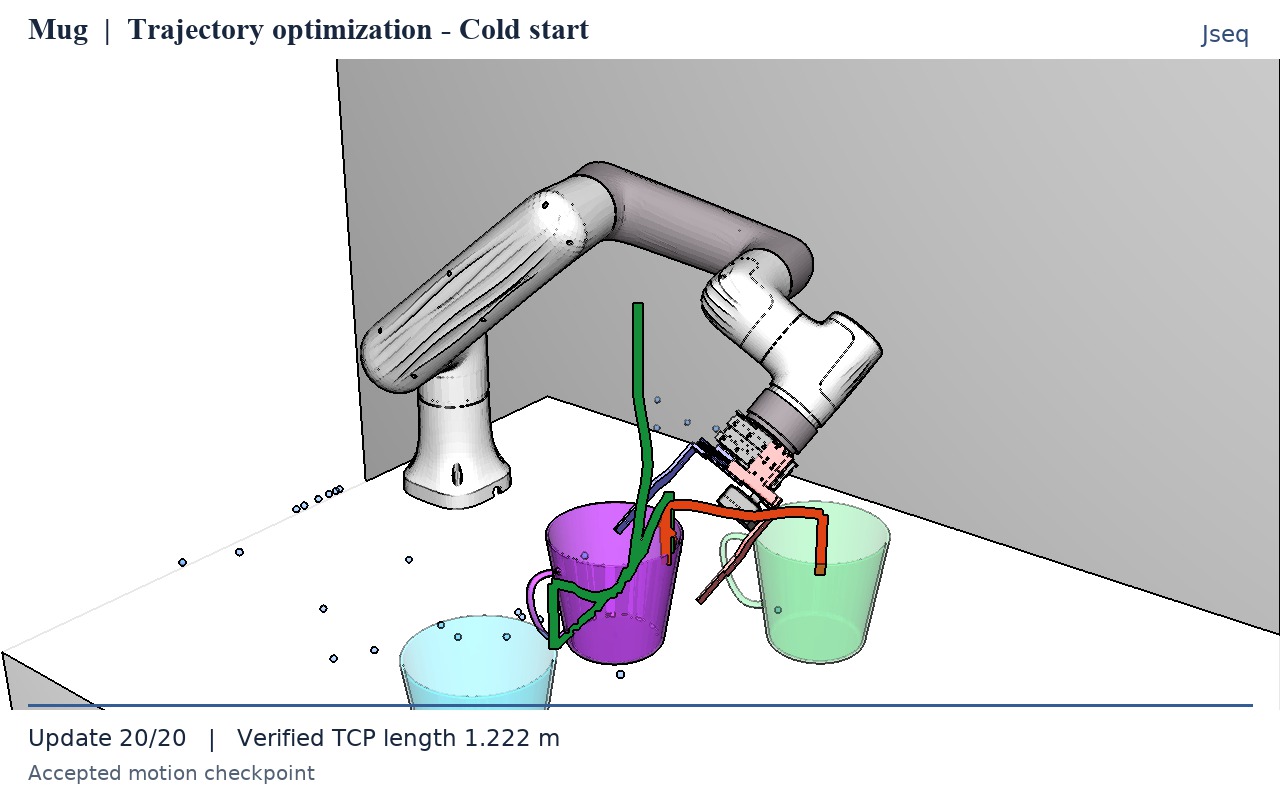 Mug | Trajectory optimization - Cold start
Jseq
Update 20/20 | Verified TCP length 1.222 m
Accepted motion checkpoint